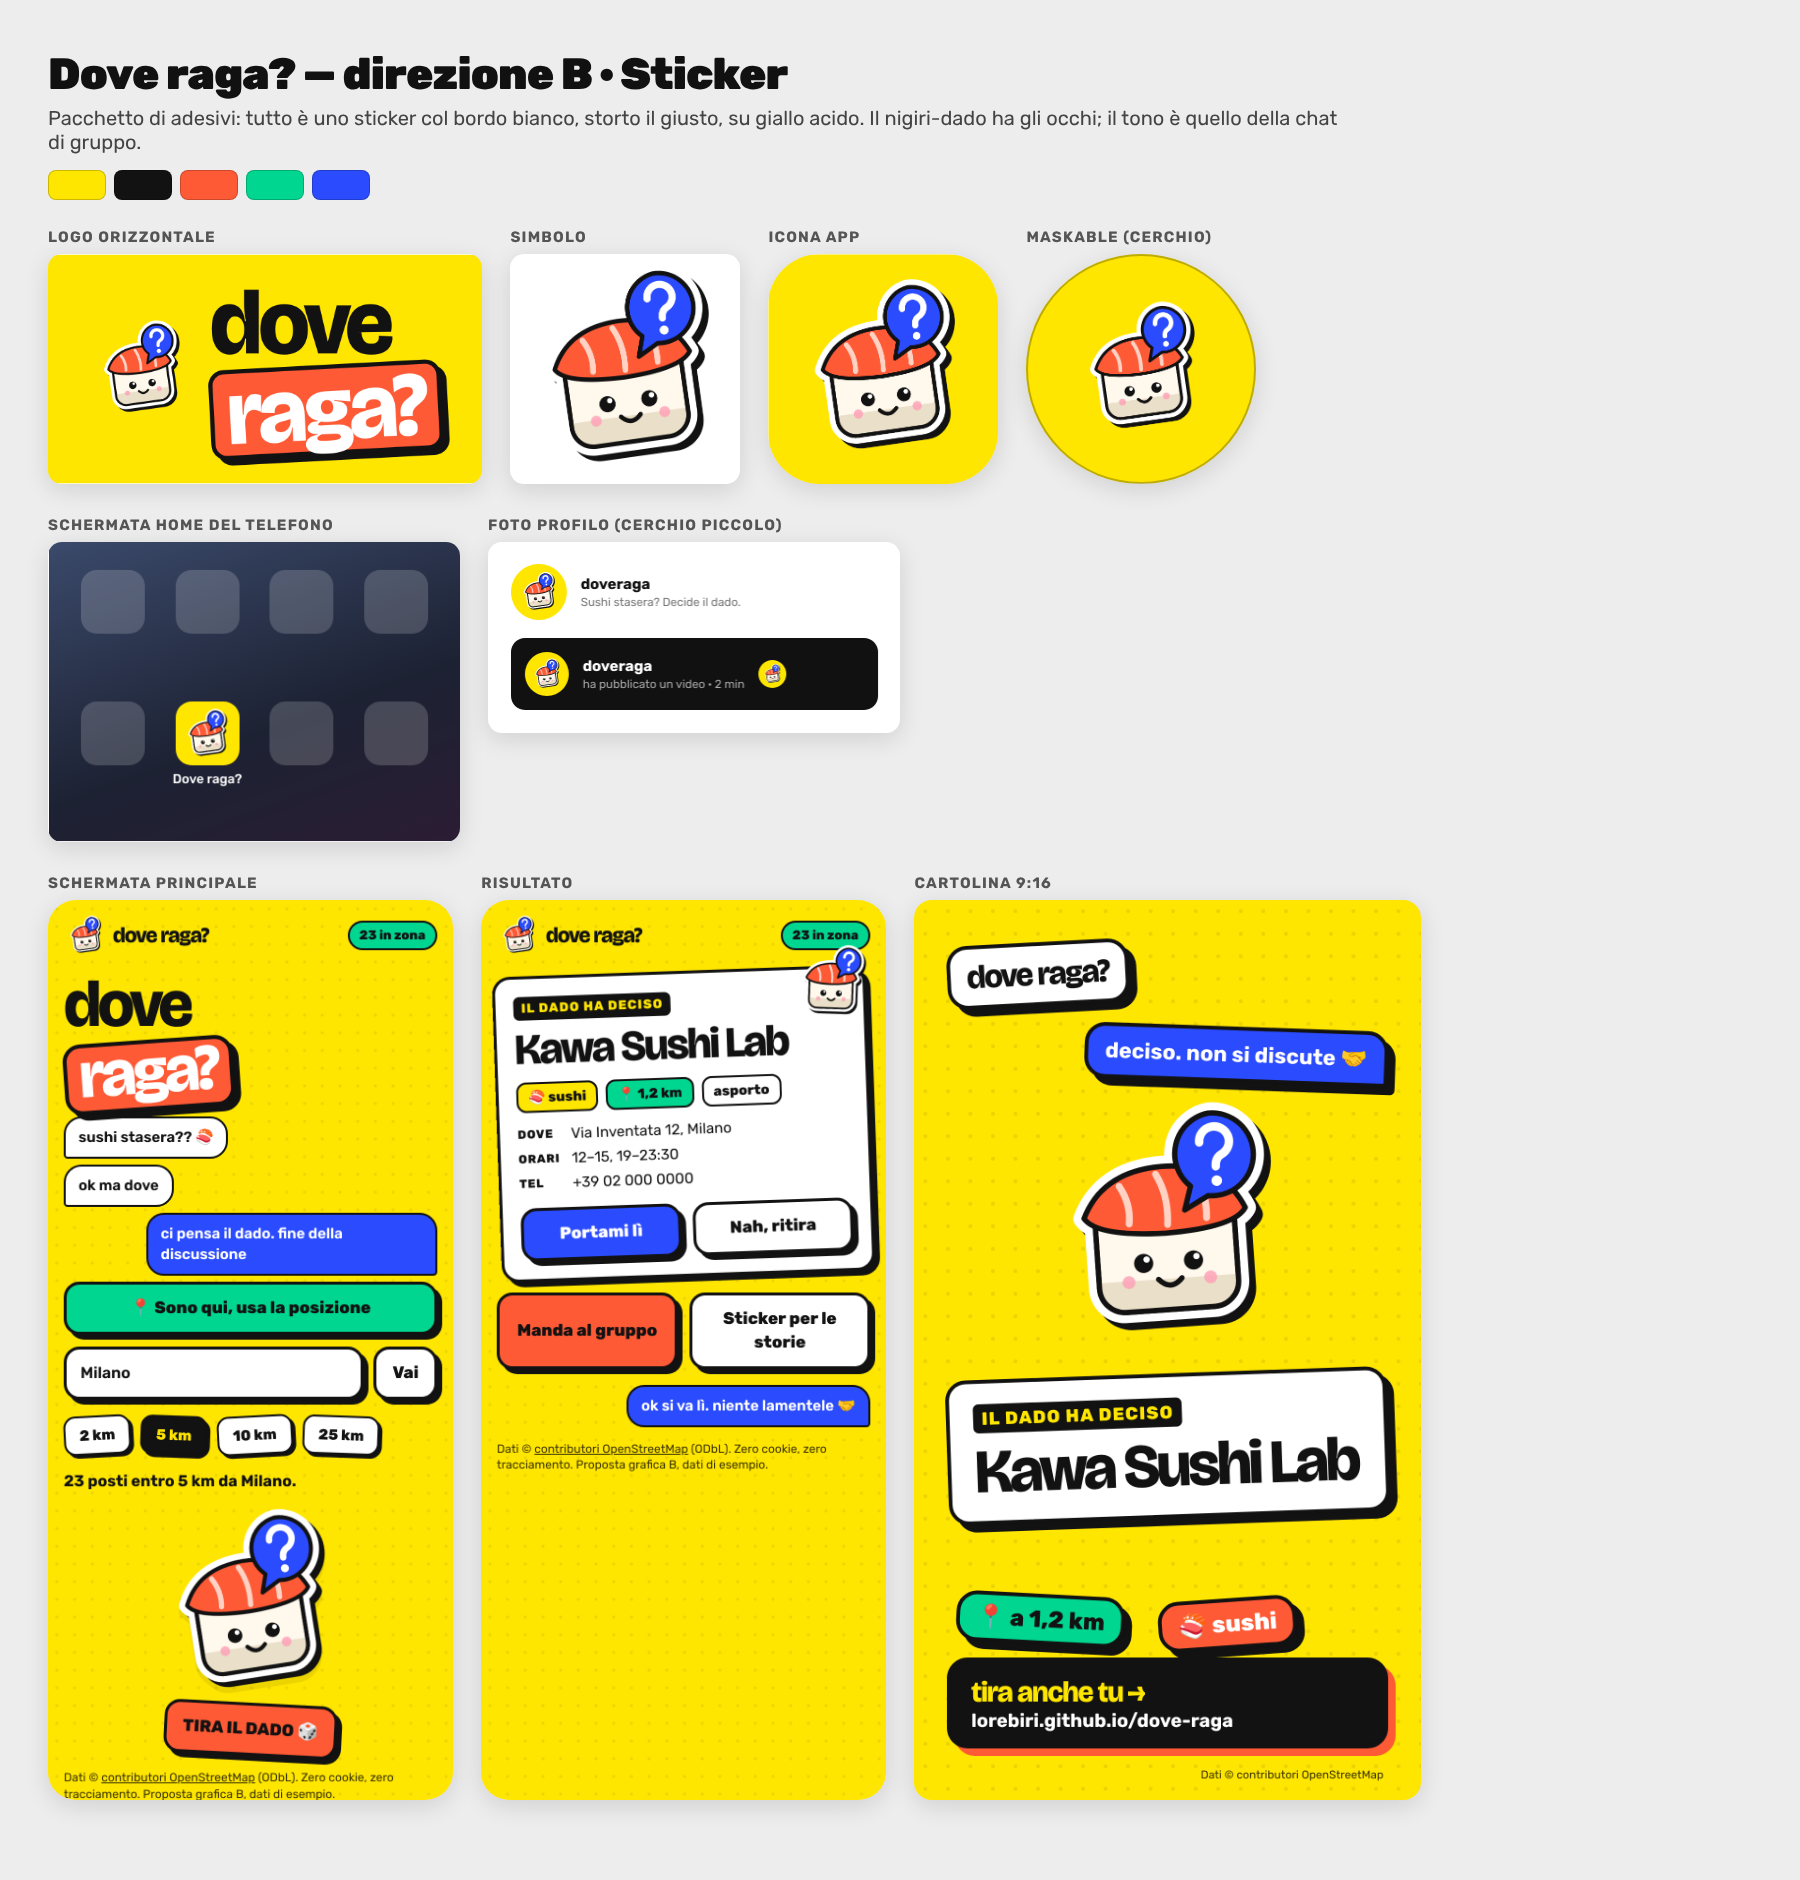 Dove raga? — direzione B • Sticker
Pacchetto di adesivi: tutto è uno sticker col bordo bianco, storto il giusto, su giallo acido. Il nigiri-dado ha gli occhi; il tono è quello della chat
di gruppo.
LOGO ORIZZONTALE
dove
raga?
?
SIMBOLO
?
ICONA APP
?
MASKABLE (CERCHIO)
?
SCHERMATA HOME DEL TELEFONO
?
Dove raga?
FOTO PROFILO (CERCHIO PICCOLO)
?
doveraga
Sushi stasera? Decide il dado.
?
doveraga
ha pubblicato un video • 2 min
?
SCHERMATA PRINCIPALE
?
dove raga?
23 in zona
dove
raga?
sushi stasera?? 🍣
ok ma dove
ci pensa il dado. fine della
discussione
📍 Sono qui, usa la posizione
Milano
Vai
2 km
5 km
10 km
25 km
23 posti entro 5 km da Milano.
?
TIRA IL DADO 🎲
Dati © contributori OpenStreetMap (ODbL). Zero cookie, zero
tracciamento. Proposta grafica B, dati di esempio.
RISULTATO
?
dove raga?
23 in zona
?
IL DADO HA DECISO
Kawa Sushi Lab
🍣 sushi
📍 1,2 km
asporto
DOVE Via Inventata 12, Milano
ORARI 12–15, 19–23:30
TEL +39 02 000 0000
Portami lì
Nah, ritira
Manda al gruppo
Sticker per le
storie
ok si va lì. niente lamentele 🤝
Dati © contributori OpenStreetMap (ODbL). Zero cookie, zero
tracciamento. Proposta grafica B, dati di esempio.
CARTOLINA 9:16
dove raga?
deciso. non si discute 🤝
?
IL DADO HA DECISO
Kawa Sushi Lab
📍 a 1,2 km
🍣 sushi
tira anche tu →
lorebiri.github.io/dove-raga
Dati © contributori OpenStreetMap